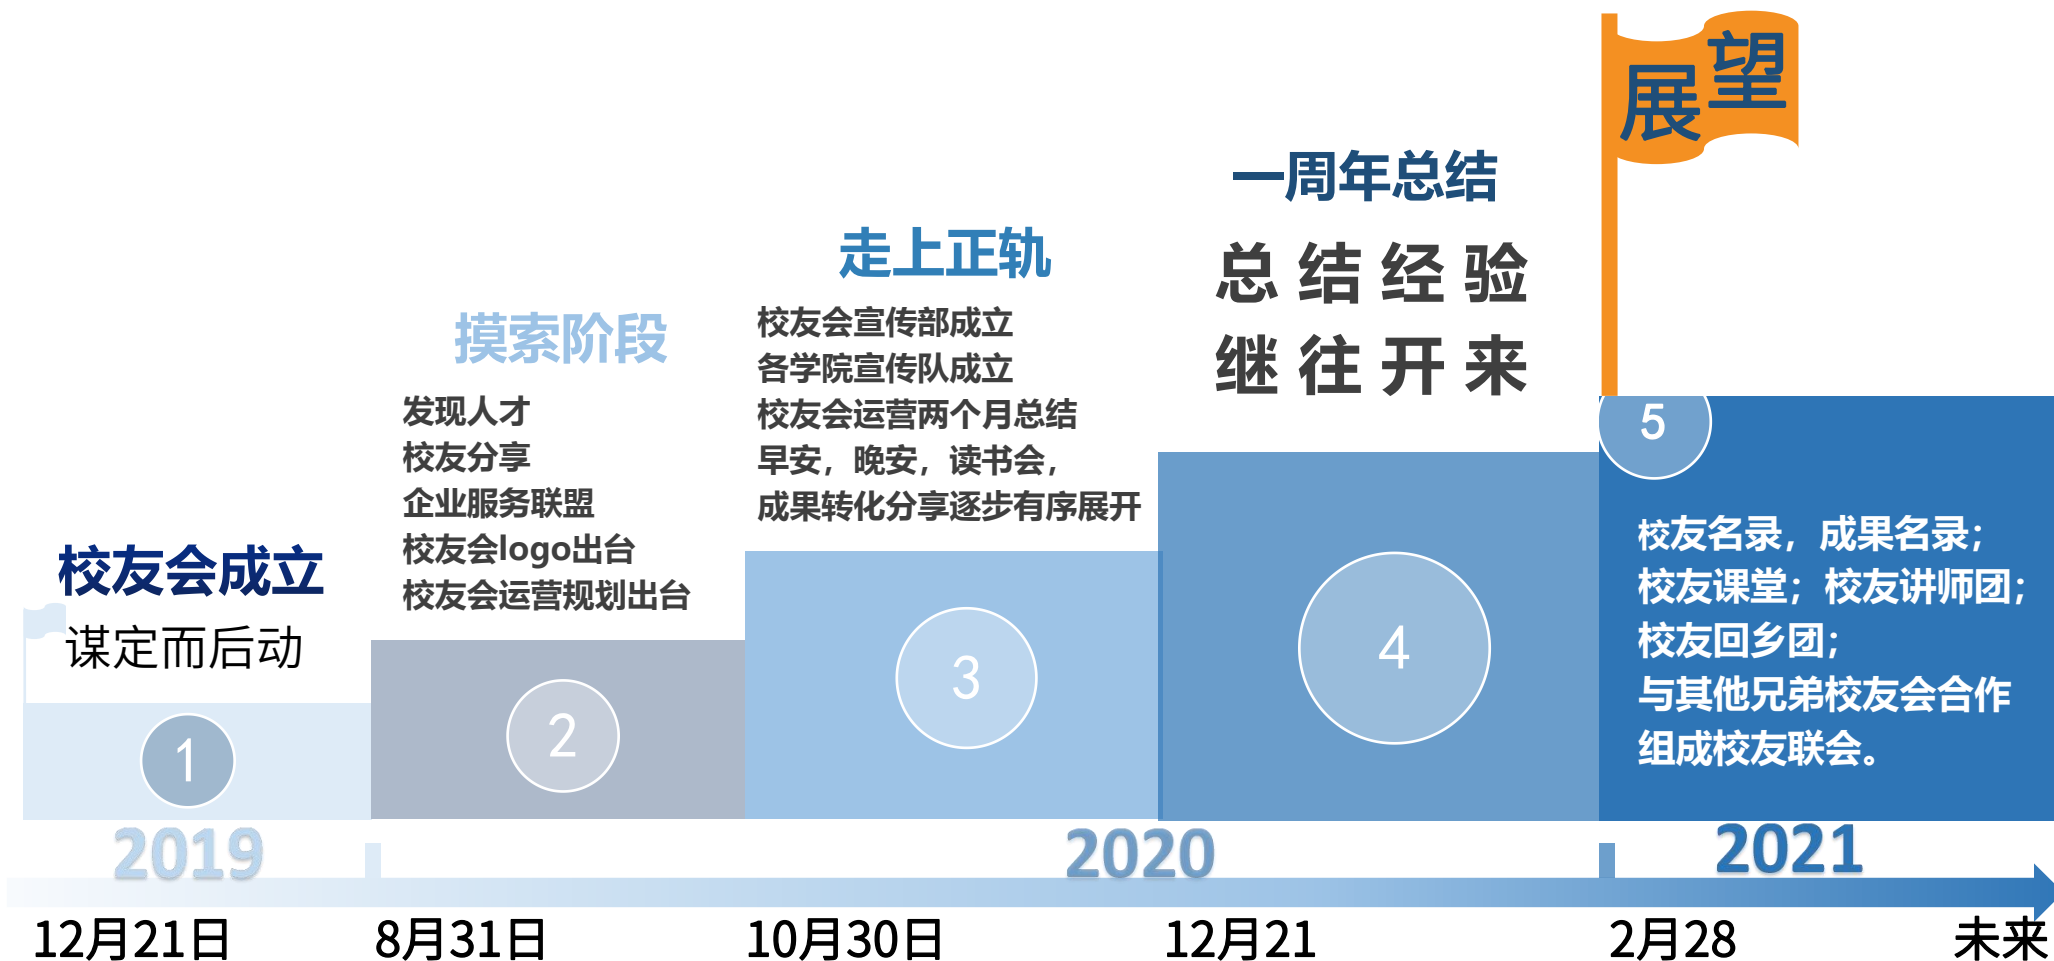 展望
一周年总结
总结经验
继往开来
走上正轨
校友会宣传部成立
各学院宣传队成立
校友会运营两个月总结
早安，晚安，读书会，
成果转化分享逐步有序展开
摸索阶段
发现人才
校友分享
企业服务联盟
校友会logo出台
校友会运营规划出台
校友会成立
谋定而后动
1
2
3
4
5
校友名录，成果名录；
校友课堂；校友讲师团；
校友回乡团；
与其他兄弟校友会合作
组成校友联会。
2019
2020
2021
12月21日
8月31日
10月30日
12月21
2月28
未来